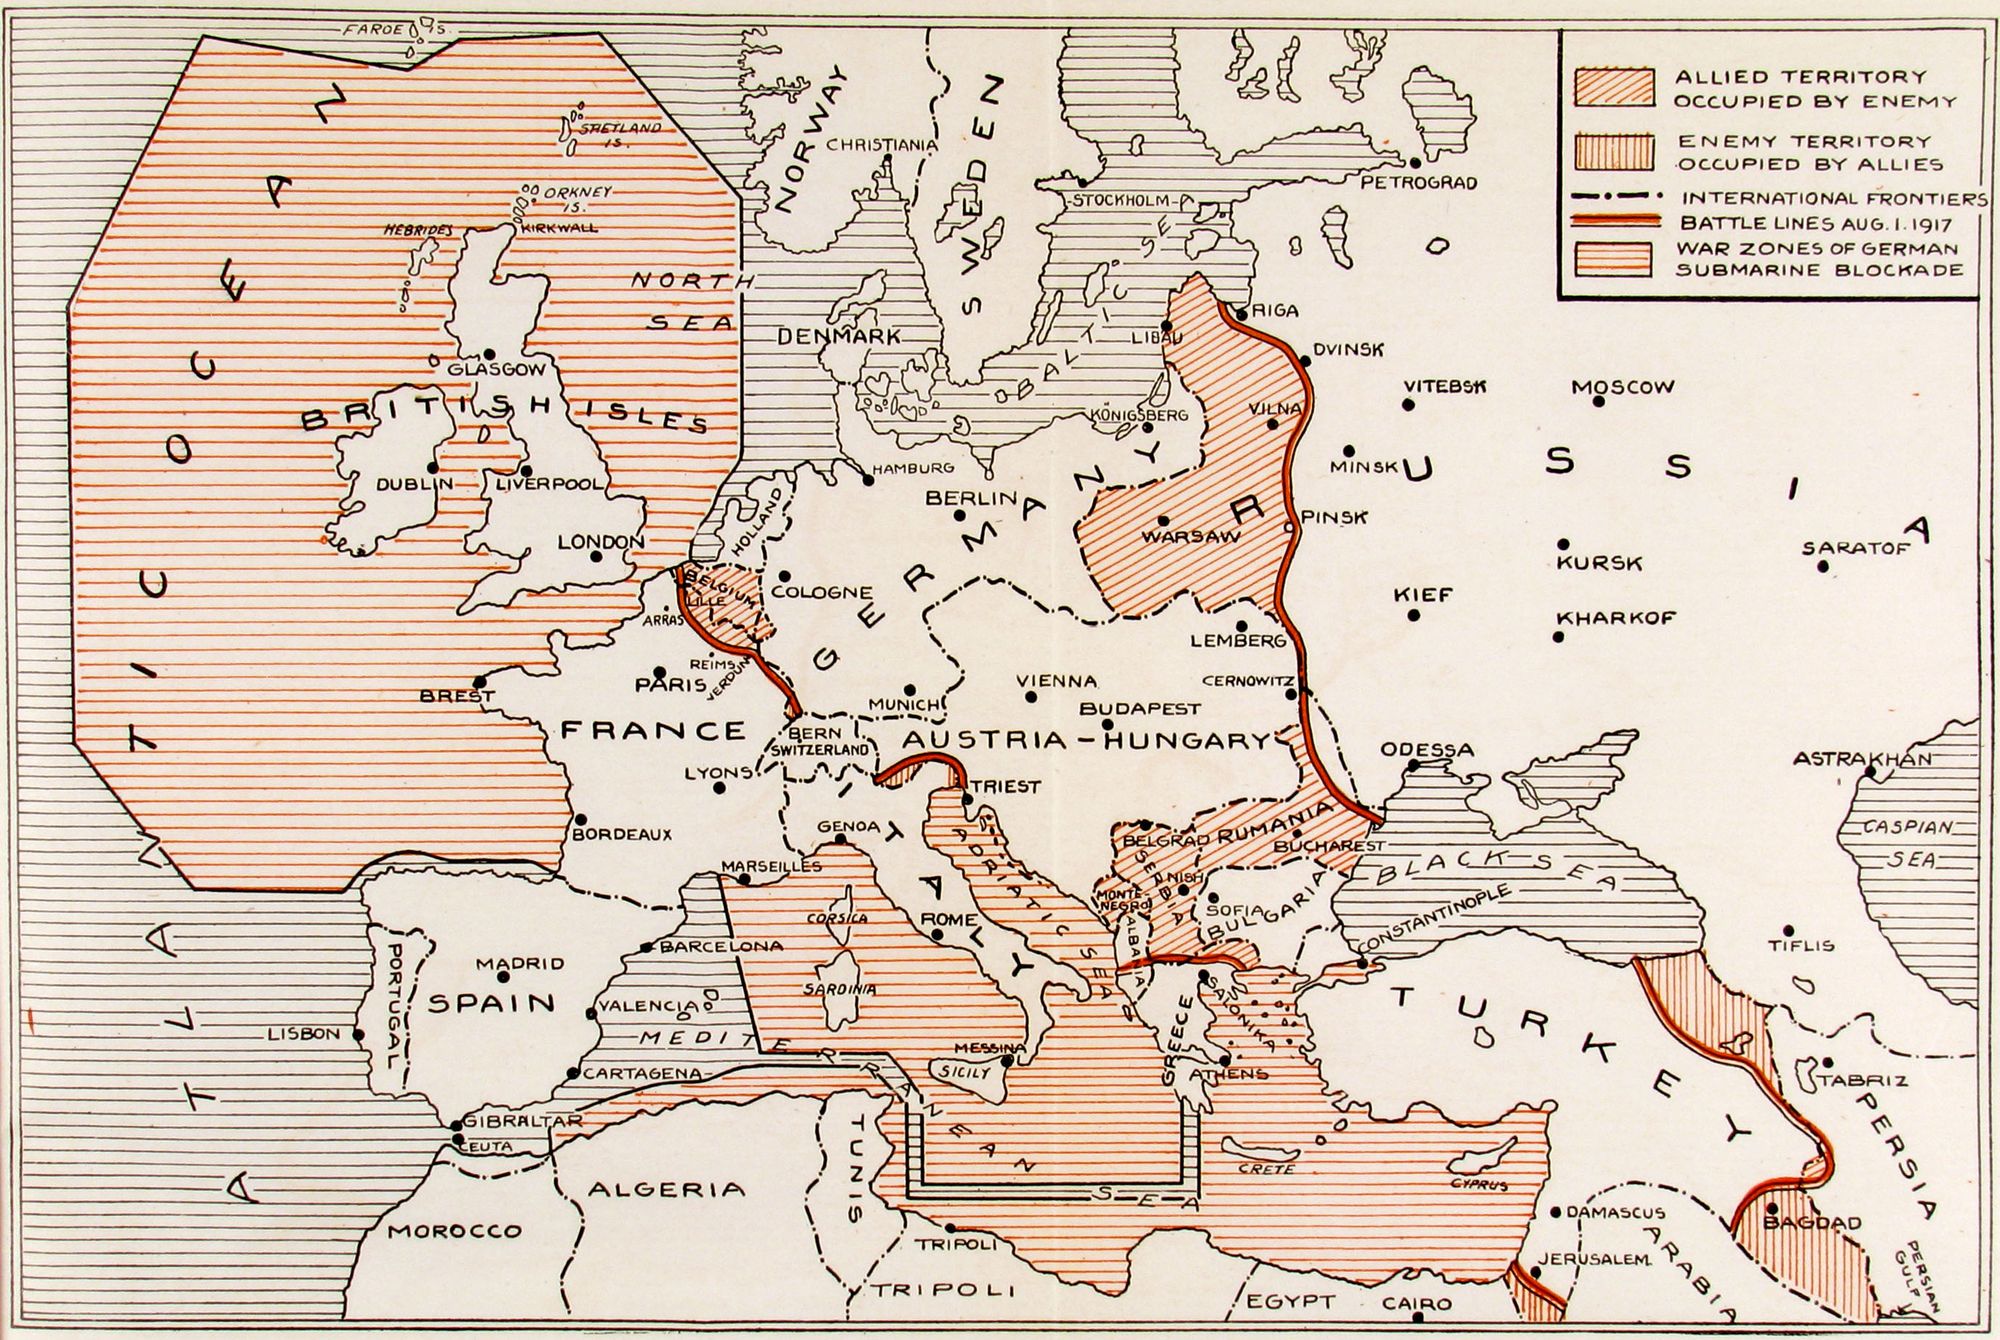 ALLIED TERRITORY
OCCUPIED BY ENEMY
ENEMY TERRITORY
OCCUPIED BY ALLIES
INTERNATIONAL FRONTIERS
BATTLE LINES AUG. 1. 1917
WAR ZONES OF GERMAN
SUBMARINE BLOCKADE
FAROE IS.
SHETLAND
IS.
ORKNEY
IS.
HEBRIDES
KIRKWALL
NORTH
SEA
ATLANTIC OCEAN
NORWAY
CHRISTIANIA
SWEDEN
STOCKHOLM
BALTIC SEA
PETROGRAD
DENMARK
GLASGOW
BRITISH ISLES
DUBLIN
LIVERPOOL
LONDON
RIGA
LIBAU
DVINSK
VITEBSK
MOSCOW
KÖNIGSBERG
VILNA
MINSK
RUSSIA
HAMBURG
BERLIN
HOLLAND
GERMANY
WARSAW
PINSK
KURSK
SARATOF
KIEF
KHARKOF
COLOGNE
BELGIUM
LILLE
ARRAS
REIMS
VERDUN
PARIS
BREST
FRANCE
MUNICH
VIENNA
BUDAPEST
LEMBERG
CERNOWITZ
AUSTRIA-HUNGARY
BERN
SWITZERLAND
LYONS
ODESSA
ASTRAKHAN
CASPIAN
SEA
TRIEST
ITALY
GENOA
BORDEAUX
MARSEILLES
ADRIATIC SEA
BELGRAD
RUMANIA
BUCHAREST
BLACK SEA
SERBIA
NISH
MONTE-
NEGRO
ALBANIA
SOFIA
BULGARIA
CONSTANTINOPLE
TIFLIS
CORSICA
ROME
SARDINIA
BARCELONA
MADRID
SPAIN
PORTUGAL
LISBON
VALENCIA
MEDITERRANEAN
SEA
CARTAGENA
GIBRALTAR
CEUTA
MESSINA
SICILY
GREECE
SALONIKA
ATHENS
TURKEY
TABRIZ
PERSIA
CRETE
CYPRUS
MOROCCO
ALGERIA
TUNIS
TRIPOLI
TRIPOLI
DAMASCUS
JERUSALEM
ARABIA
BAGDAD
PERSIAN
GULF
EGYPT
CAIRO